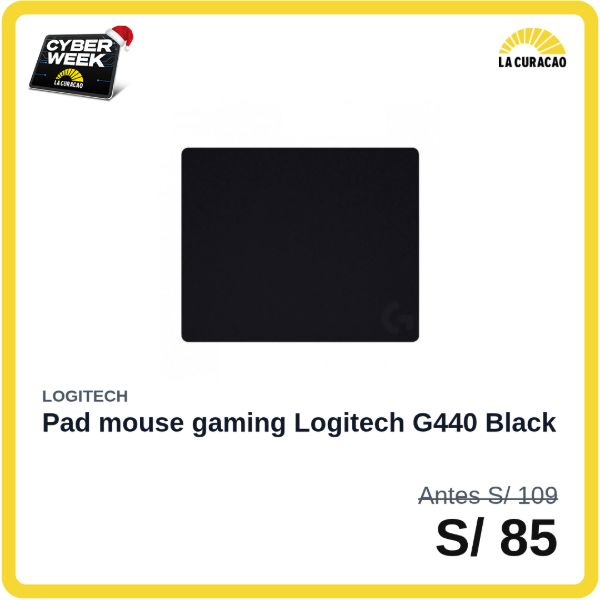 CYBER
WEEK
LA CURACAO
LA CURACAO
LOGITECH
Pad mouse gaming Logitech G440 Black
Antes S/ 109
S/ 85